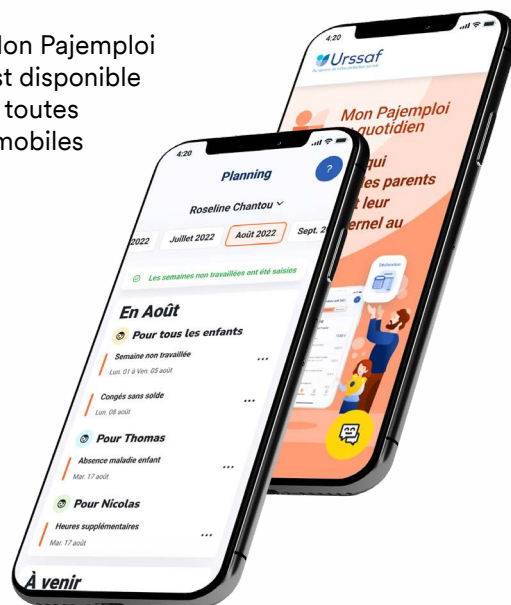 Mon Pajemploi
est disponible
toutes
mobiles
4:20
Planning
?
Roseline Chantou
2022
Juillet 2022
Août 2022
Sept. 2
Les semaines non travaillées ont été saisies
En Août
Pour tous les enfants
Semaine non travaillée
Lun. 01 à Ven. 05 août
...
Congés sans solde
Lun. 08 août
...
Pour Thomas
Absence maladie enfant
Mar. 17 août
...
Pour Nicolas
Heures supplémentaires
Mar. 17 août
...
À venir
4:20
Urssaf
Mon Pajemploi
quotidien
qui
les parents
t leur
ernel au
Déclaration